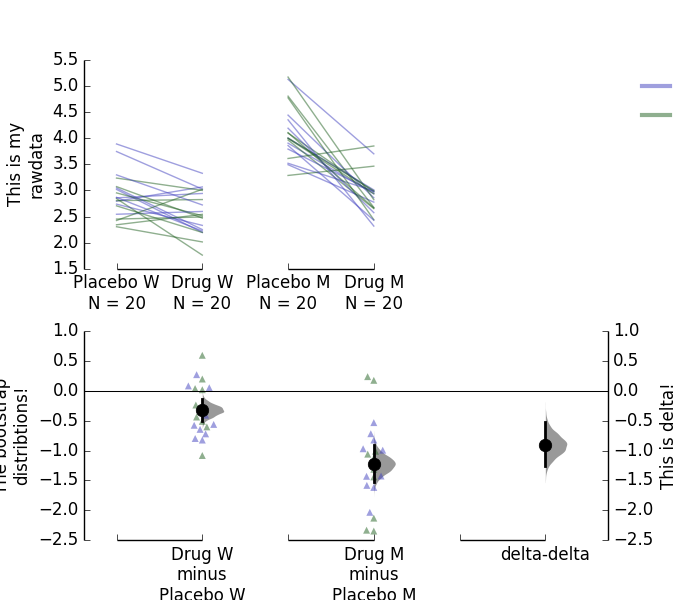 5.5
5.0
4.5
4.0
3.5
3.0
2.5
2.0
1.5
This is my
rawdata
Placebo W
N = 20
Drug W
N = 20
Placebo M
N = 20
Drug M
N = 20
1.0
0.5
0.0
−0.5
−1.0
−1.5
−2.0
−2.5
The bootstrap
distribtions!
1.0
0.5
0.0
−0.5
−1.0
−1.5
−2.0
−2.5
This is delta!
Drug W
minus
Placebo W
Drug M
minus
Placebo M
delta-delta